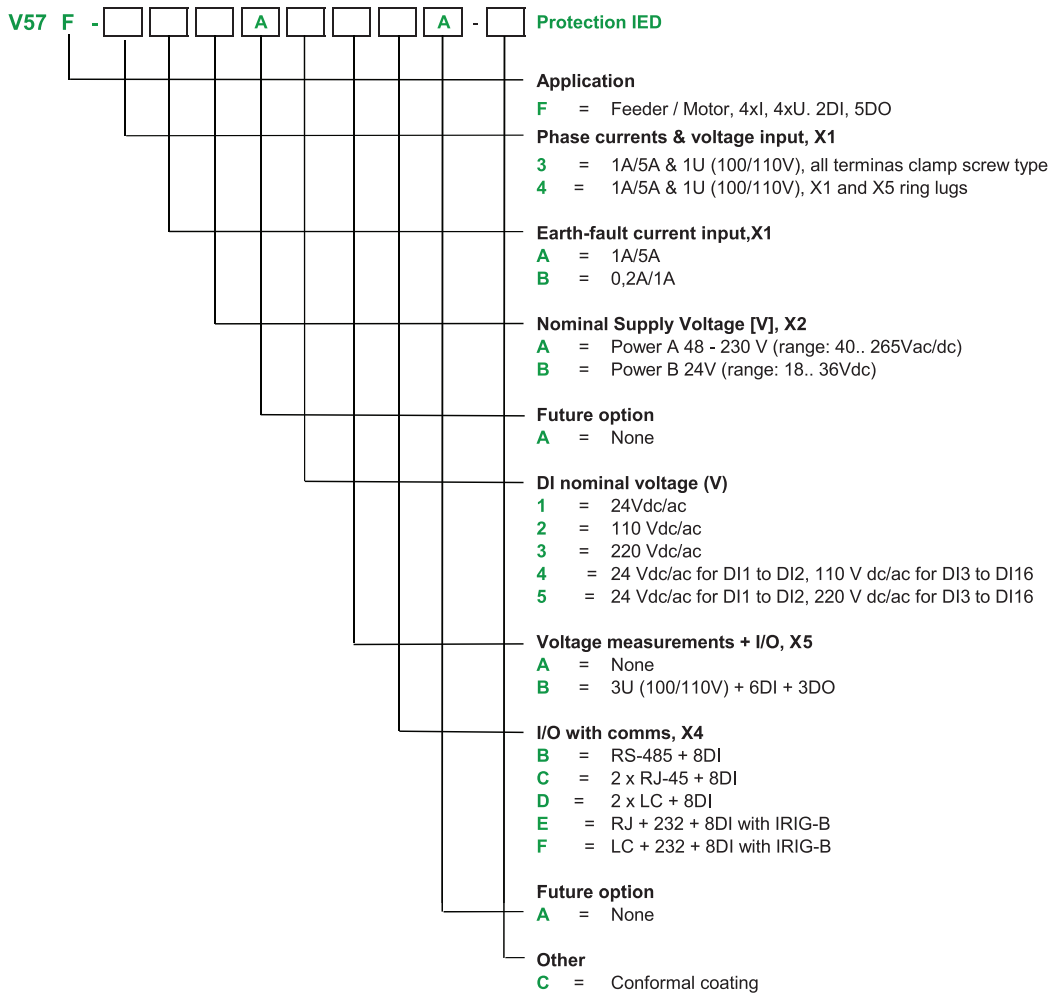 V57 F - A A - Protection IED
Application
F = Feeder / Motor, 4xI, 4xU. 2DI, 5DO
Phase currents & voltage input, X1
3 = 1A/5A & 1U (100/110V), all terminas clamp screw type
4 = 1A/5A & 1U (100/110V), X1 and X5 ring lugs
Earth-fault current input,X1
A = 1A/5A
B = 0,2A/1A
Nominal Supply Voltage [V], X2
A = Power A 48 - 230 V (range: 40.. 265Vac/dc)
B = Power B 24V (range: 18.. 36Vdc)
Future option
A = None
DI nominal voltage (V)
1 = 24Vdc/ac
2 = 110 Vdc/ac
3 = 220 Vdc/ac
4 = 24 Vdc/ac for DI1 to DI2, 110 V dc/ac for DI3 to DI16
5 = 24 Vdc/ac for DI1 to DI2, 220 V dc/ac for DI3 to DI16
Voltage measurements + I/O, X5
A = None
B = 3U (100/110V) + 6DI + 3DO
I/O with comms, X4
B = RS-485 + 8DI
C = 2 x RJ-45 + 8DI
D = 2 x LC + 8DI
E = RJ + 232 + 8DI with IRIG-B
F = LC + 232 + 8DI with IRIG-B
Future option
A = None
Other
C = Conformal coating